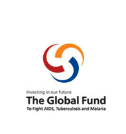 Investing in our future
The Global Fund
To Fight AIDS, Tuberculosis and Malaria